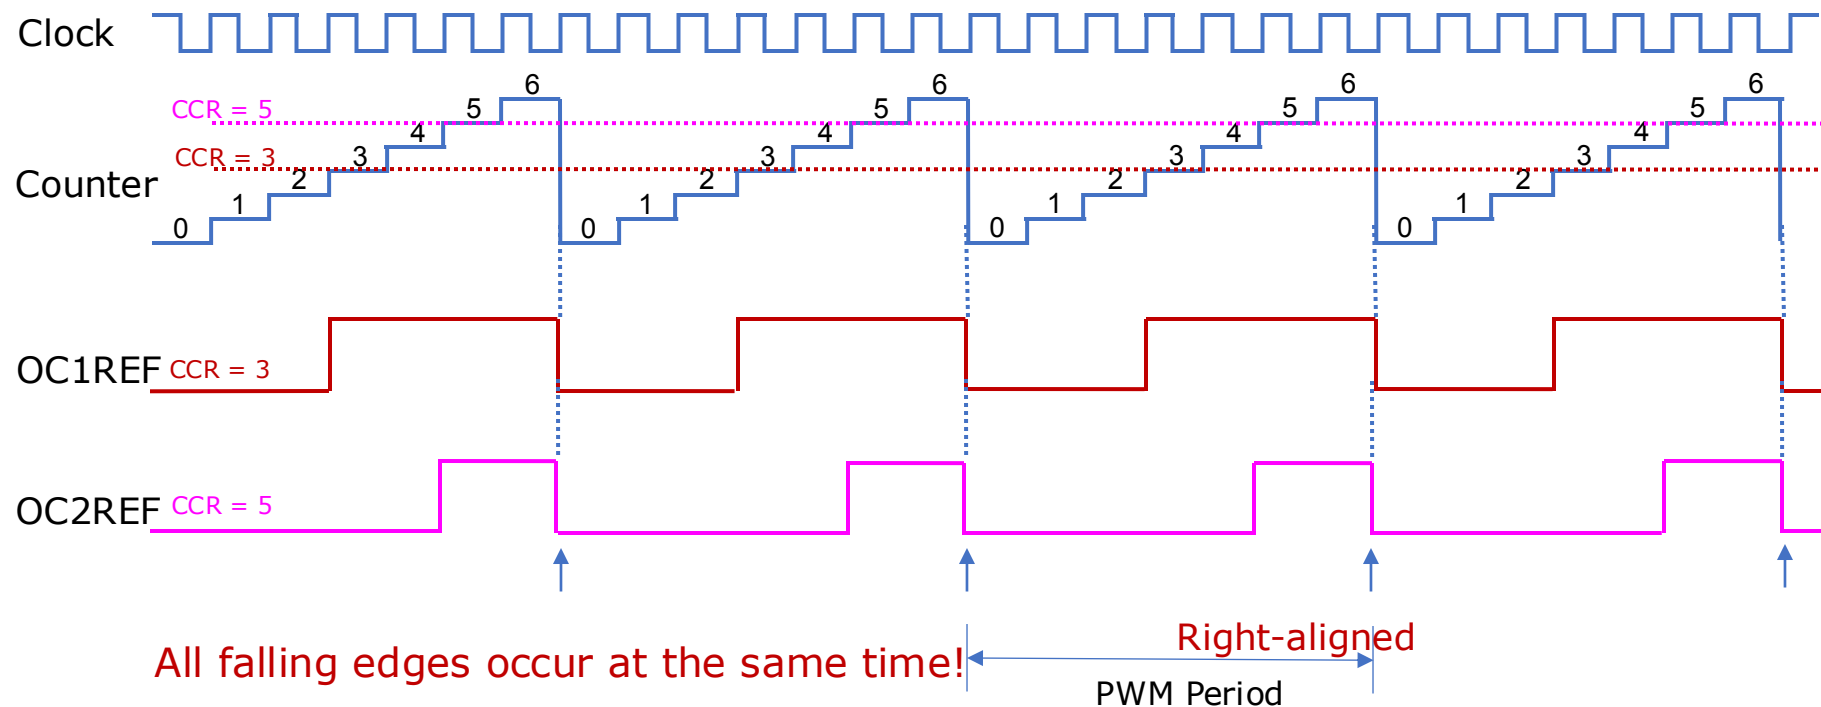 Clock
CCR = 5
CCR = 3
Counter
0 1 2 3 4 5 6 0 1 2 3 4 5 6 0 1 2 3 4 5 6 0 1 2 3 4 5 6
OC1REF CCR = 3
OC2REF CCR = 5
All falling edges occur at the same time!
Right-aligned
PWM Period